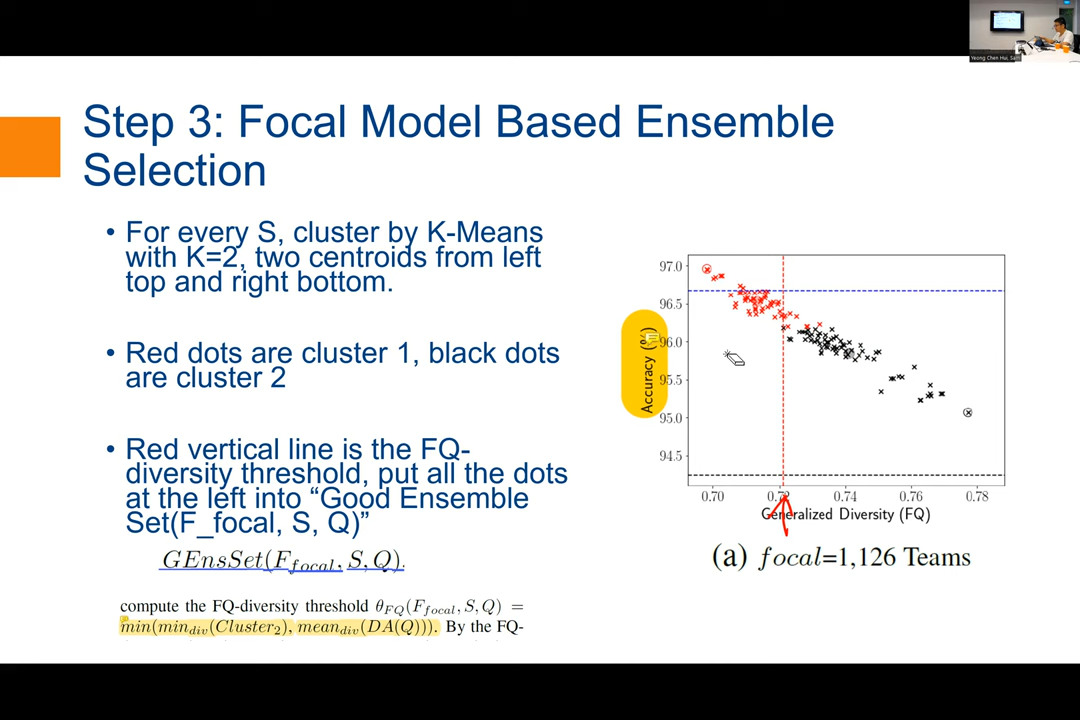 Yeong Chen Hui, Sam
Step 3: Focal Model Based Ensemble
Selection
• For every S, cluster by K-Means
with K=2, two centroids from left
top and right bottom.
• Red dots are cluster 1, black dots
are cluster 2
• Red vertical line is the FQ-
diversity threshold, put all the dots
at the left into “Good Ensemble
Set(F_focal, S, Q)”
GEnsSet(F_focal, S, Q).
compute the FQ-diversity threshold θ_FQ(F_focal, S, Q) =
min(min_div(Cluster_2), mean_div(DA(Q))). By the FQ-
Accuracy (%)
97.0
96.5
96.0
95.5
95.0
94.5
0.70 0.72 0.74 0.76 0.78
Generalized Diversity (FQ)
(a) focal=1,126 Teams